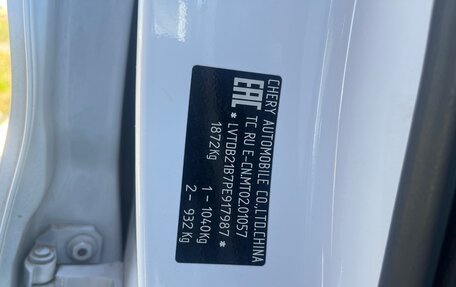 CHERY AUTOMOBILE CO.,LTD.CHINA
EAC TC RU E-CN.MT02.01057
* LVTDB21B7PE917987 *
1872Kg
1 - 1040Kg
2 - 932Kg